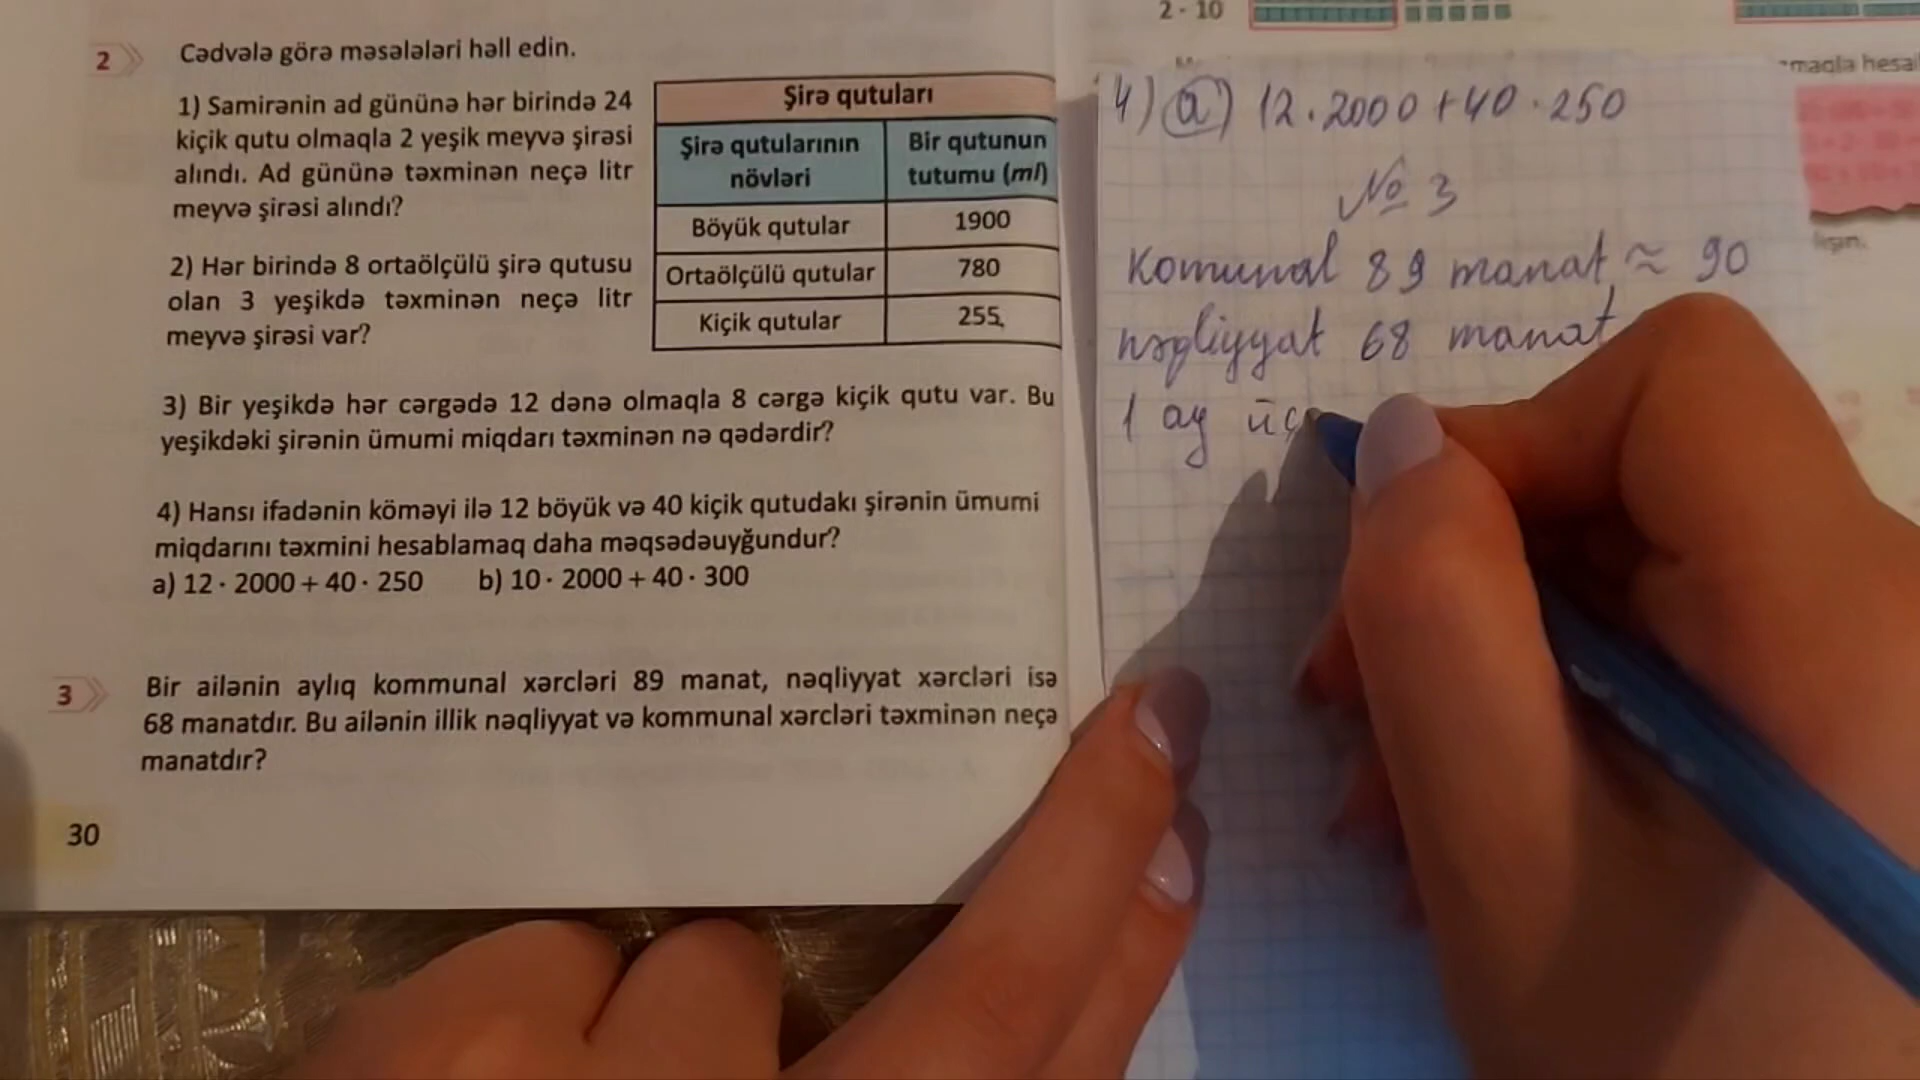 2 · 10
2
Cədvələ görə məsələləri həll edin.
1) Samirənin ad gününə hər birində 24
kiçik qutu olmaqla 2 yeşik meyvə şirəsi
alındı. Ad gününə təxminən neçə litr
meyvə şirəsi alındı?
2) Hər birində 8 ortaölçülü şirə qutusu
olan 3 yeşikdə təxminən neçə litr
meyvə şirəsi var?
Şirə qutuları
Şirə qutularının növləri
Bir qutunun tutumu (ml)
Böyük qutular 1900
Ortaölçülü qutular 780
Kiçik qutular 255
3) Bir yeşikdə hər cərgədə 12 dənə olmaqla 8 cərgə kiçik qutu var. Bu
yeşikdəki şirənin ümumi miqdarı təxminən nə qədərdir?
4) Hansı ifadənin köməyi ilə 12 böyük və 40 kiçik qutudakı şirənin ümumi
miqdarını təxmini hesablamaq daha məqsədəuyğundur?
a) 12 · 2000 + 40 · 250 b) 10 · 2000 + 40 · 300
3
Bir ailənin aylıq kommunal xərcləri 89 manat, nəqliyyat xərcləri isə
68 manatdır. Bu ailənin illik nəqliyyat və kommunal xərcləri təxminən neçə
manatdır?
30
4) a) 12 · 2000 + 40 · 250
№ 3
Komunal 89 manat ≈ 90
nəqliyyat 68 manat
1 ay üç